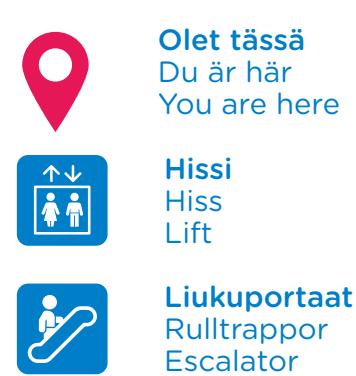 Olet tässä
Du är här
You are here
Hissi
Hiss
Lift
Liukuportaat
Rulltrappor
Escalator